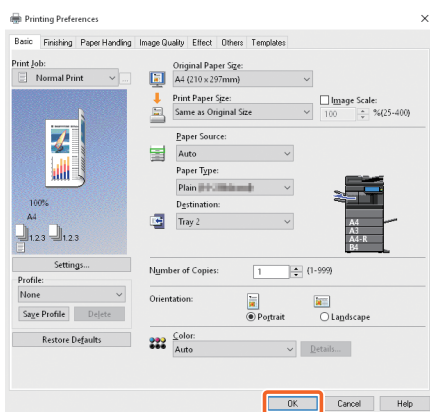 Printing Preferences
Basic Finishing Paper Handling Image Quality Effect Others Templates
Print Job:
Normal Print
...
100%
A4
1.2.3 1.2.3
Settings...
Profile:
None
Save Profile Delete
Restore Defaults
Original Paper Size:
A4 (210 x 297mm)
Print Paper Size:
Same as Original Size
Image Scale:
100 %(25-400)
Paper Source:
Auto
Paper Type:
Plain
Destination:
Tray 2
A4
A3
A4-R
B4
Number of Copies: 1 (1-999)
Orientation:
Portrait Landscape
Color:
Auto Details...
OK Cancel Help